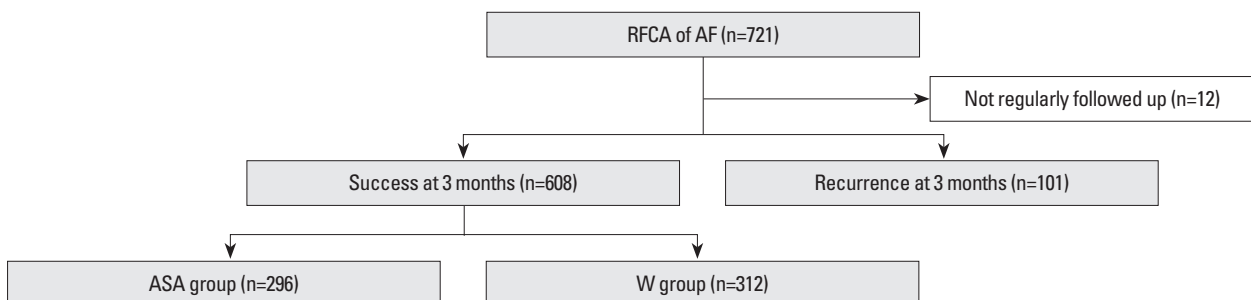 RFCA of AF (n=721)
Not regularly followed up (n=12)
Success at 3 months (n=608)
Recurrence at 3 months (n=101)
ASA group (n=296)
W group (n=312)